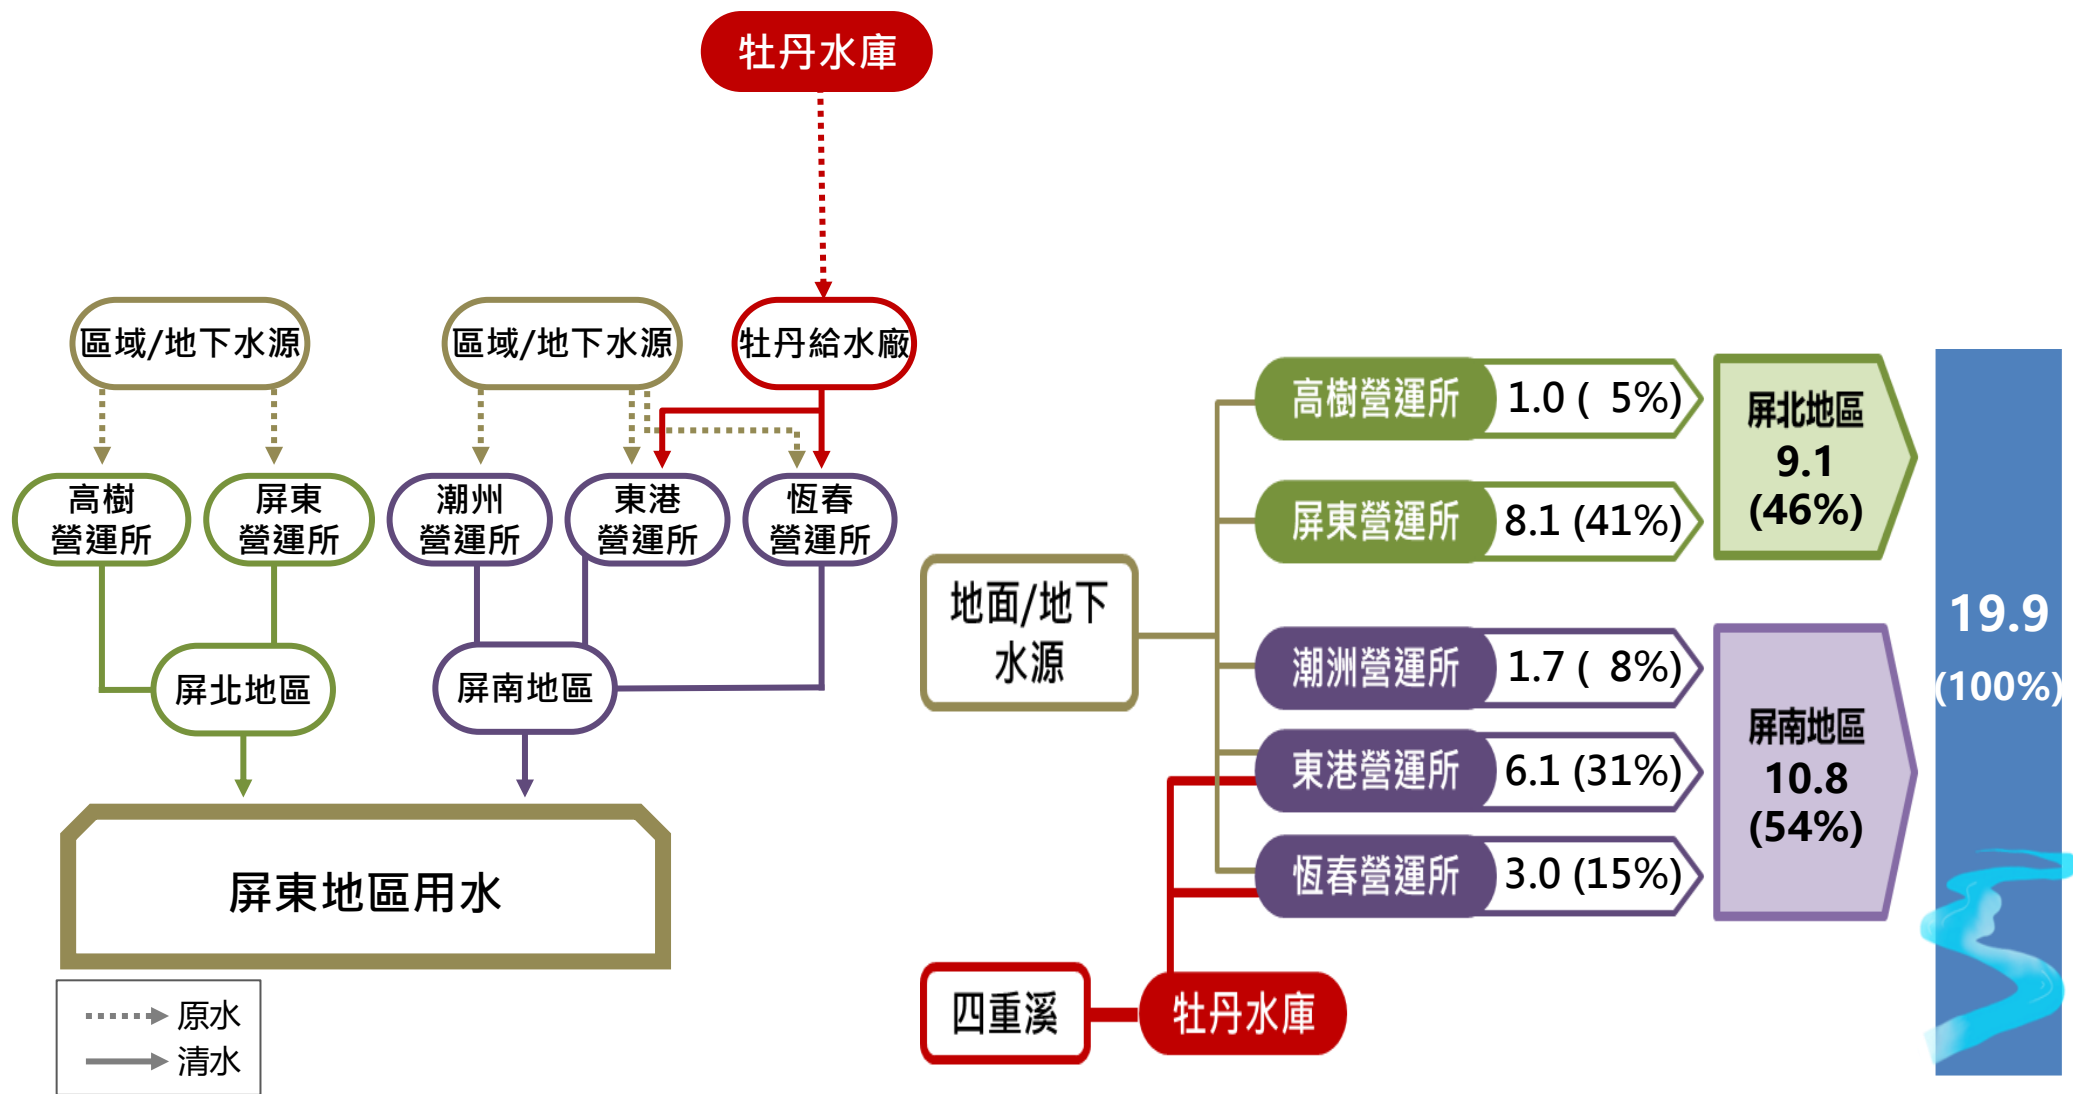 牡丹水庫
區域/地下水源
區域/地下水源
牡丹給水廠
高樹
營運所
屏東
營運所
潮州
營運所
東港
營運所
恆春
營運所
屏北地區
屏南地區
屏東地區用水
原水
清水
地面/地下
水源
高樹營運所 1.0 ( 5%)
屏東營運所 8.1 (41%)
潮洲營運所 1.7 ( 8%)
東港營運所 6.1 (31%)
恆春營運所 3.0 (15%)
四重溪
牡丹水庫
屏北地區
9.1
(46%)
屏南地區
10.8
(54%)
19.9
(100%)